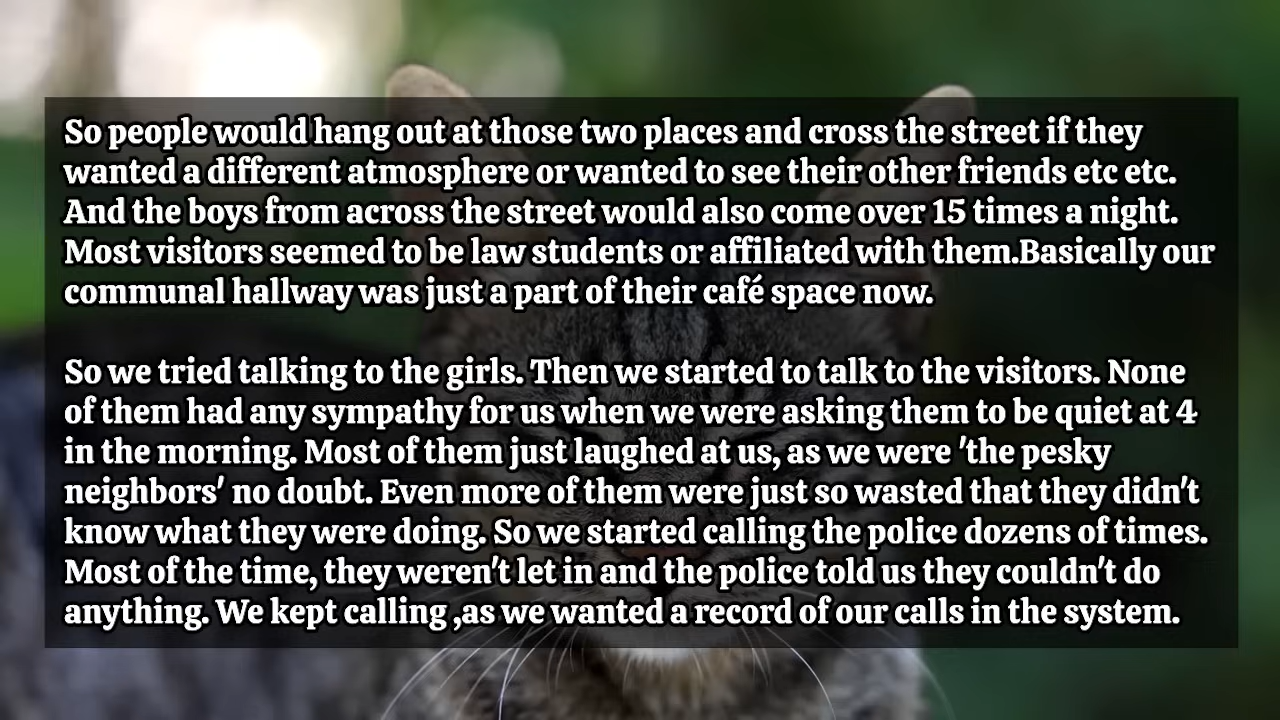 So people would hang out at those two places and cross the street if they
wanted a different atmosphere or wanted to see their other friends etc etc.
And the boys from across the street would also come over 15 times a night.
Most visitors seemed to be law students or affiliated with them.Basically our
communal hallway was just a part of their café space now.
So we tried talking to the girls. Then we started to talk to the visitors. None
of them had any sympathy for us when we were asking them to be quiet at 4
in the morning. Most of them just laughed at us, as we were 'the pesky
neighbors' no doubt. Even more of them were just so wasted that they didn't
know what they were doing. So we started calling the police dozens of times.
Most of the time, they weren't let in and the police told us they couldn't do
anything. We kept calling ,as we wanted a record of our calls in the system.